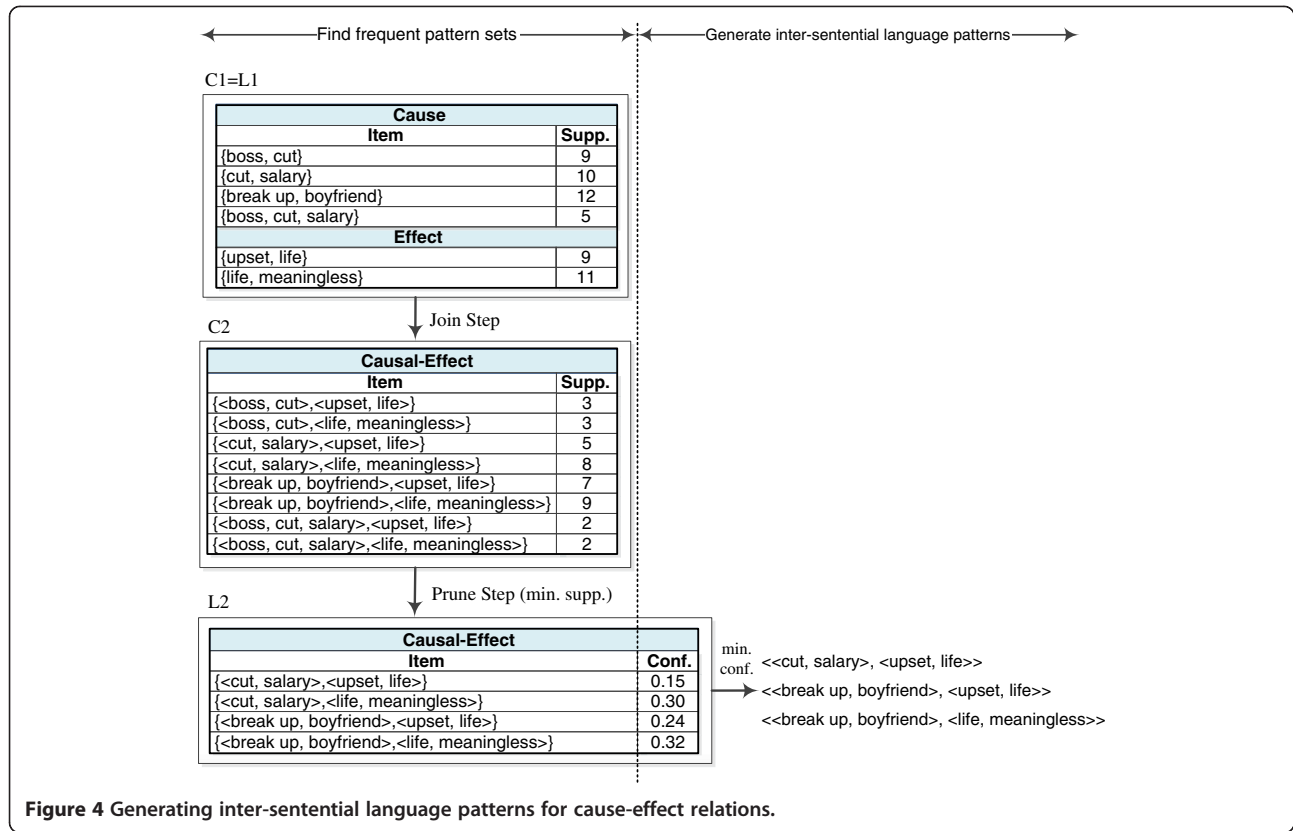 Find frequent pattern sets
Generate inter-sentential language patterns
C1=L1
Cause
Item Supp.
{boss, cut} 9
{cut, salary} 10
{break up, boyfriend} 12
{boss, cut, salary} 5
Effect
{upset, life} 9
{life, meaningless} 11
Join Step
C2
Causal-Effect
Item Supp.
{<boss, cut>,<upset, life>} 3
{<boss, cut>,<life, meaningless>} 3
{<cut, salary>,<upset, life>} 5
{<cut, salary>,<life, meaningless>} 8
{<break up, boyfriend>,<upset, life>} 7
{<break up, boyfriend>,<life, meaningless>} 9
{<boss, cut, salary>,<upset, life>} 2
{<boss, cut, salary>,<life, meaningless>} 2
Prune Step (min. supp.)
L2
Causal-Effect
Item Conf.
{<cut, salary>,<upset, life>} 0.15
{<cut, salary>,<life, meaningless>} 0.30
{<break up, boyfriend>,<upset, life>} 0.24
{<break up, boyfriend>,<life, meaningless>} 0.32
min.
conf.
<<cut, salary>, <upset, life>>
<<break up, boyfriend>, <upset, life>>
<<break up, boyfriend>, <life, meaningless>>
Figure 4 Generating inter-sentential language patterns for cause-effect relations.